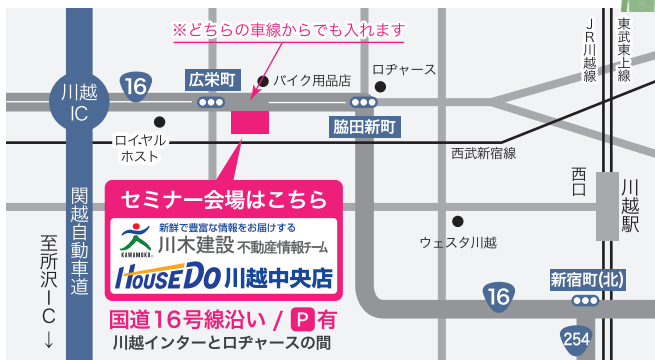 ※どちらの車線からでも入れます
JR川越線
東武東上線
川越
IC
16
広栄町
バイク用品店
ロヂャース
脇田新町
ロイヤル
ホスト
西武新宿線
関越自動車道
至所沢IC→
セミナー会場はこちら
新鮮で豊富な情報をお届けする
KAWAMOKU
川木建設 不動産情報チーム
HOUSEDO 川越中央店
国道16号線沿い / P有
川越インターとロヂャースの間
西口
川越駅
ウェスタ川越
新宿町(北)
16
254